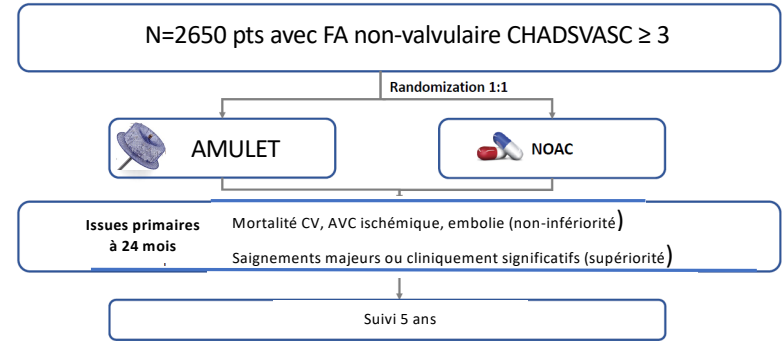 N=2650 pts avec FA non-valvulaire CHADSVASC ≥ 3
Randomization 1:1
AMULET
NOAC
Issues primaires
à 24 mois
Mortalité CV, AVC ischémique, embolie (non-infériorité)
Saignements majeurs ou cliniquement significatifs (supériorité)
Suivi 5 ans